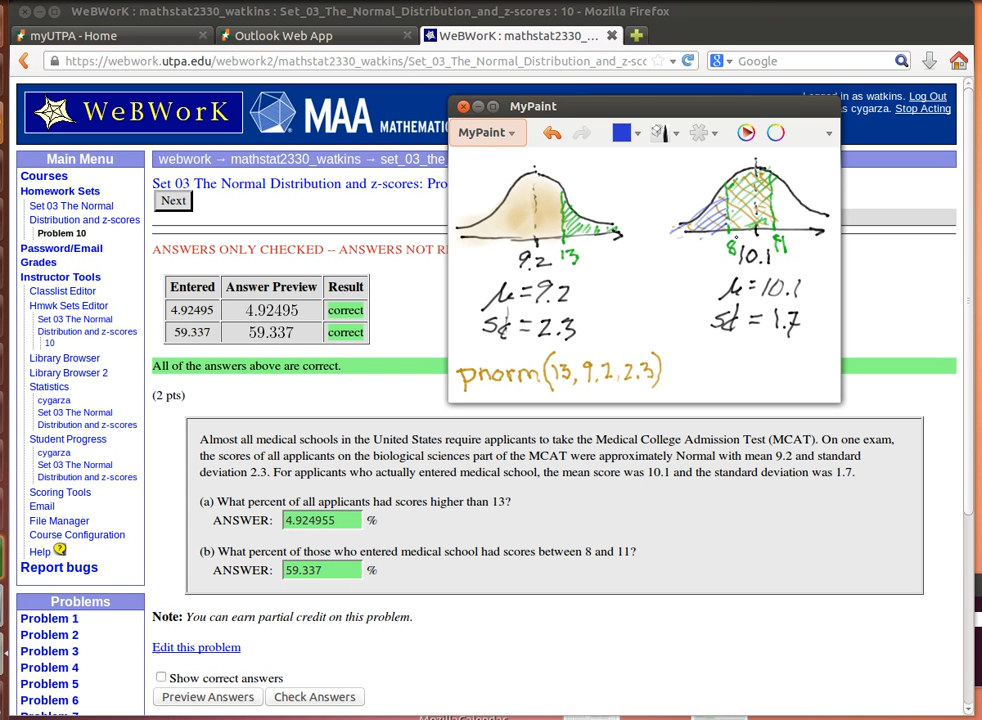 WeBWorK : mathstat2330_watkins : Set_03_The_Normal_Distribution_and_z-scores : 10 - Mozilla Firefox
myUTPA - Home
Outlook Web App
WeBWorK : mathstat2330_...
https://webwork.utpa.edu/webwork2/mathstat2330_watkins/Set_03_The_Normal_Distribution_and_z-sc
Google
WeBWorK
MAA
MATHEMATIC
in as watkins. Log Out
as cygarza. Stop Acting
MyPaint
MyPaint
9.2 13
μ = 9.2
sd = 2.3
pnorm(13, 9.2, 2.3)
8 10.1 11
μ = 10.1
sd = 1.7
Main Menu
Courses
Homework Sets
Set 03 The Normal
Distribution and z-scores
Problem 10
Password/Email
Grades
Instructor Tools
Classlist Editor
Hmwk Sets Editor
Set 03 The Normal
Distribution and z-scores
10
Library Browser
Library Browser 2
Statistics
cygarza
Set 03 The Normal
Distribution and z-scores
Student Progress
cygarza
Set 03 The Normal
Distribution and z-scores
Scoring Tools
Email
File Manager
Course Configuration
Help
Report bugs
Problems
Problem 1
Problem 2
Problem 3
Problem 4
Problem 5
Problem 6
webwork → mathstat2330_watkins → set_03_the
Set 03 The Normal Distribution and z-scores: Pro
Next
ANSWERS ONLY CHECKED -- ANSWERS NOT RE
Entered Answer Preview Result
4.92495 4.92495 correct
59.337 59.337 correct
All of the answers above are correct.
(2 pts)
Almost all medical schools in the United States require applicants to take the Medical College Admission Test (MCAT). On one exam,
the scores of all applicants on the biological sciences part of the MCAT were approximately Normal with mean 9.2 and standard
deviation 2.3. For applicants who actually entered medical school, the mean score was 10.1 and the standard deviation was 1.7.
(a) What percent of all applicants had scores higher than 13?
ANSWER: 4.924955 %
(b) What percent of those who entered medical school had scores between 8 and 11?
ANSWER: 59.337 %
Note: You can earn partial credit on this problem.
Edit this problem
Show correct answers
Preview Answers Check Answers